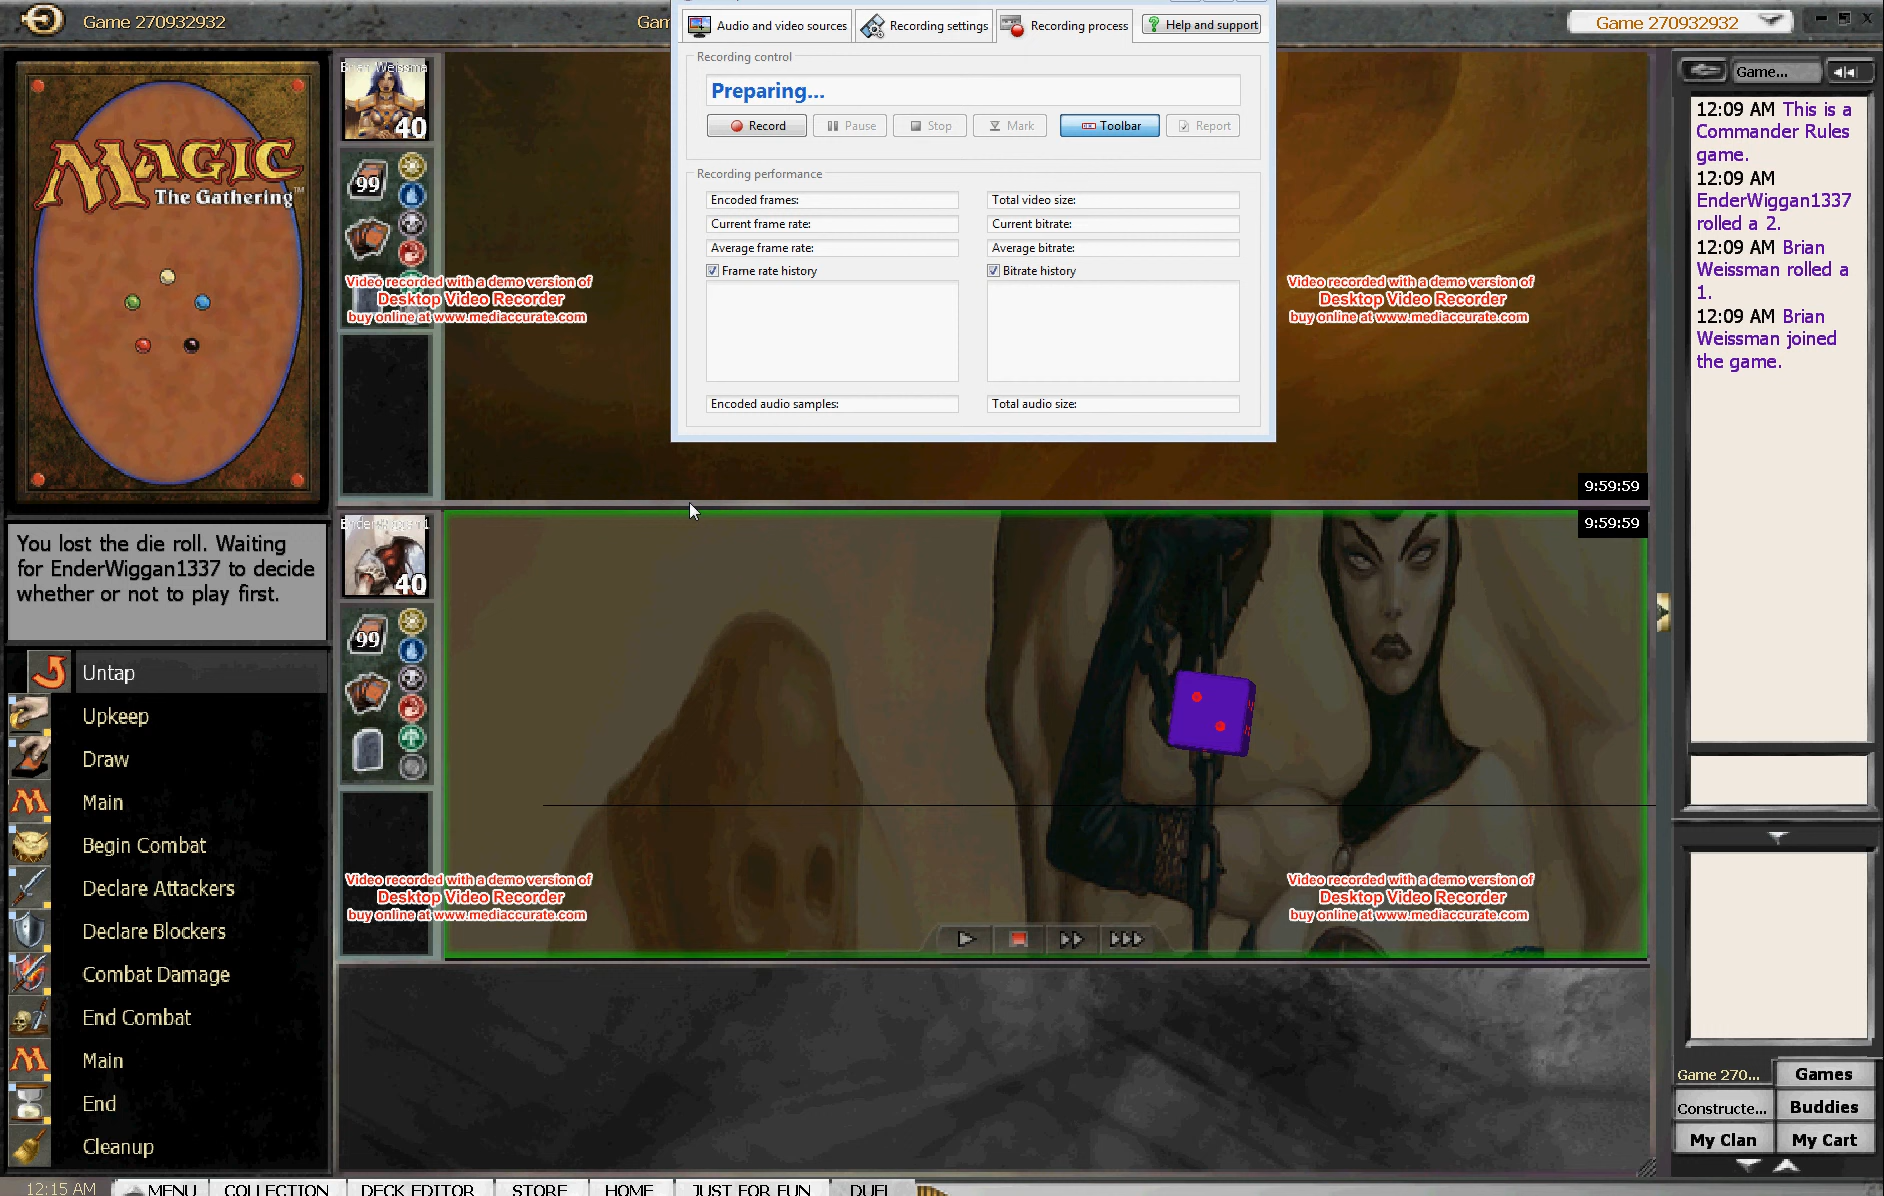 Game 270932932
Gam
Game 270932932
Audio and video sources
Recording settings
Recording process
Help and support
Recording control
Preparing...
Record
Pause
Stop
Mark
Toolbar
Report
Recording performance
Encoded frames:
Total video size:
Current frame rate:
Current bitrate:
Average frame rate:
Average bitrate:
Frame rate history
Bitrate history
Encoded audio samples:
Total audio size:
MAGIC
The Gathering™
Brian Weissma
40
99
Video recorded with a demo version of
Desktop Video Recorder
buy online at www.mediaccurate.com
Video recorded with a demo version of
Desktop Video Recorder
buy online at www.mediaccurate.com
9:59:59
9:59:59
Game...
12:09 AM This is a
Commander Rules
game.
12:09 AM
EnderWiggan1337
rolled a 2.
12:09 AM Brian
Weissman rolled a
1.
12:09 AM Brian
Weissman joined
the game.
You lost the die roll. Waiting
for EnderWiggan1337 to decide
whether or not to play first.
40
99
Untap
Upkeep
Draw
Main
Begin Combat
Declare Attackers
Declare Blockers
Combat Damage
End Combat
Main
End
Cleanup
Video recorded with a demo version of
Desktop Video Recorder
buy online at www.mediaccurate.com
Video recorded with a demo version of
Desktop Video Recorder
buy online at www.mediaccurate.com
Game 270...
Games
Constructe...
Buddies
My Clan
My Cart
12:15 AM
MENU
COLLECTION
DECK EDITOR
STORE
HOME
JUST FOR FUN
DUEL